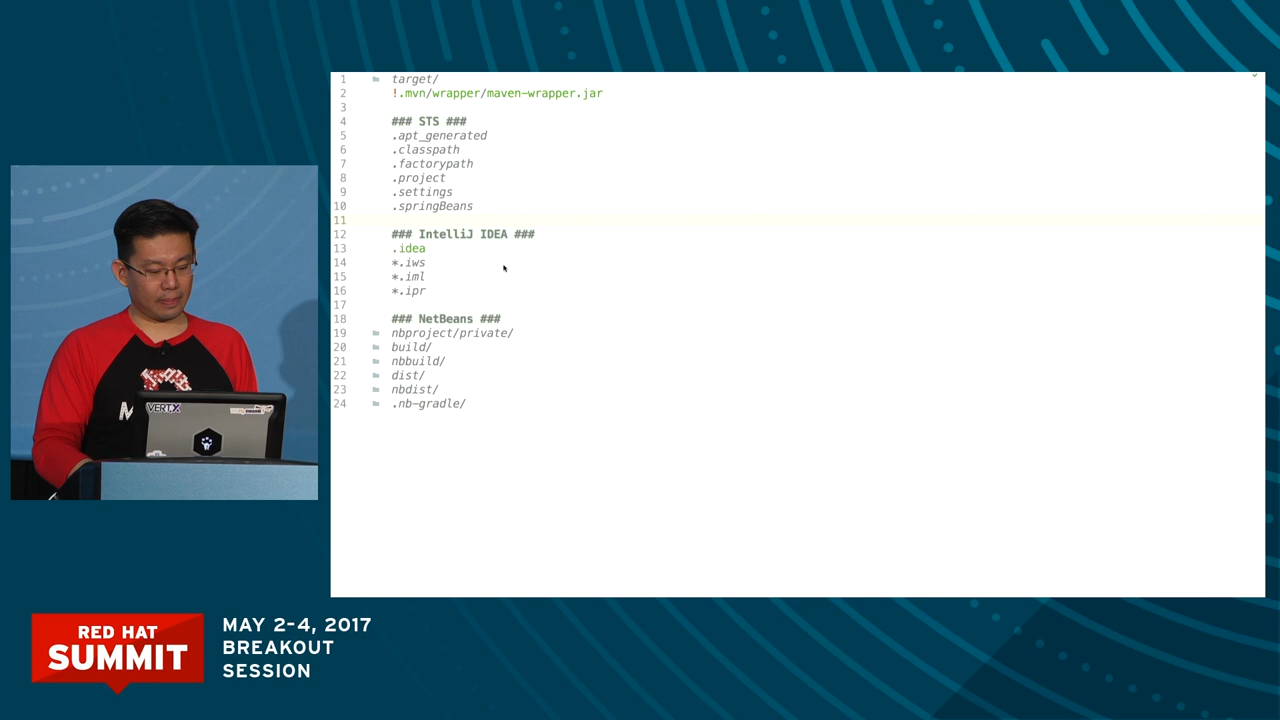 1 target/
2 !.mvn/wrapper/maven-wrapper.jar
3
4 ### STS ###
5 .apt_generated
6 .classpath
7 .factorypath
8 .project
9 .settings
10 .springBeans
11
12 ### IntelliJ IDEA ###
13 .idea
14 *.iws
15 *.iml
16 *.ipr
17
18 ### NetBeans ###
19 nbproject/private/
20 build/
21 nbbuild/
22 dist/
23 nbdist/
24 .nb-gradle/
VERT.X
RED HAT
SUMMIT
MAY 2-4, 2017
BREAKOUT
SESSION